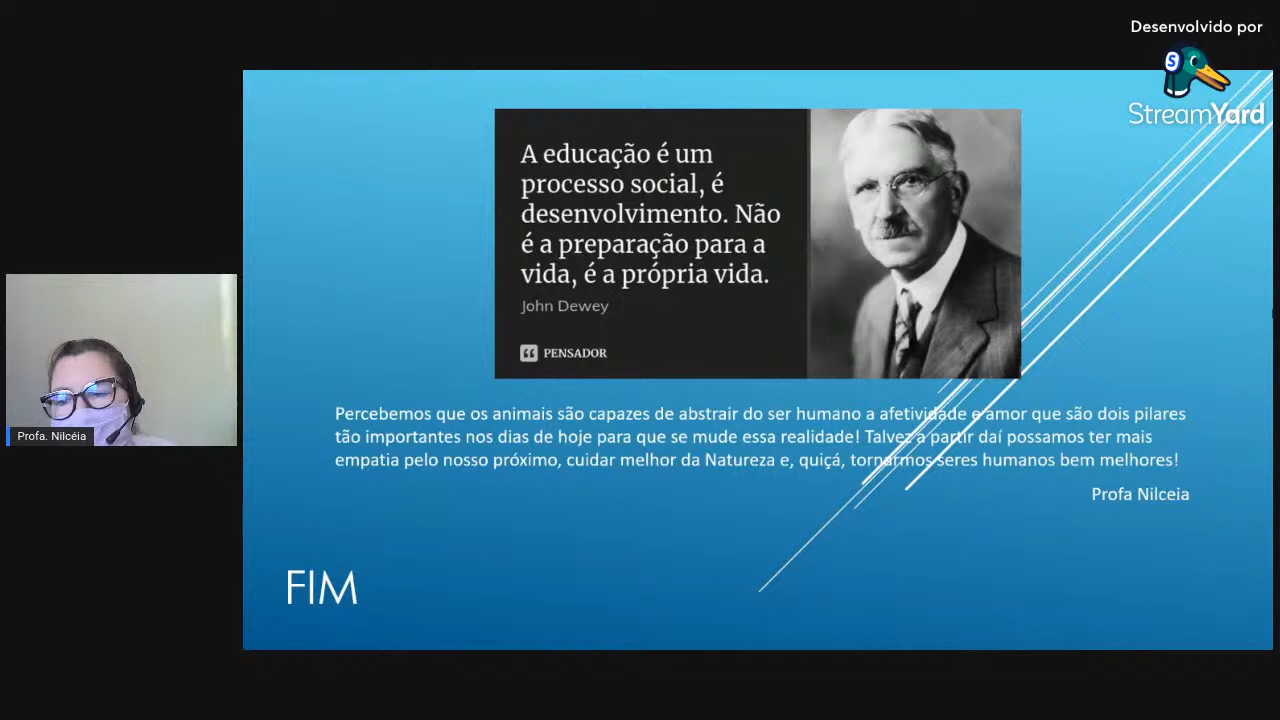 Desenvolvido por
StreamYard
A educação é um
processo social, é
desenvolvimento. Não
é a preparação para a
vida, é a própria vida.
John Dewey
PENSADOR
Percebemos que os animais são capazes de abstrair do ser humano a afetividade e amor que são dois pilares
tão importantes nos dias de hoje para que se mude essa realidade! Talvez a partir daí possamos ter mais
empatia pelo nosso próximo, cuidar melhor da Natureza e, quiçá, tornarmos seres humanos bem melhores!
Profa Nilceia
FIM
Profa. Nilcéia